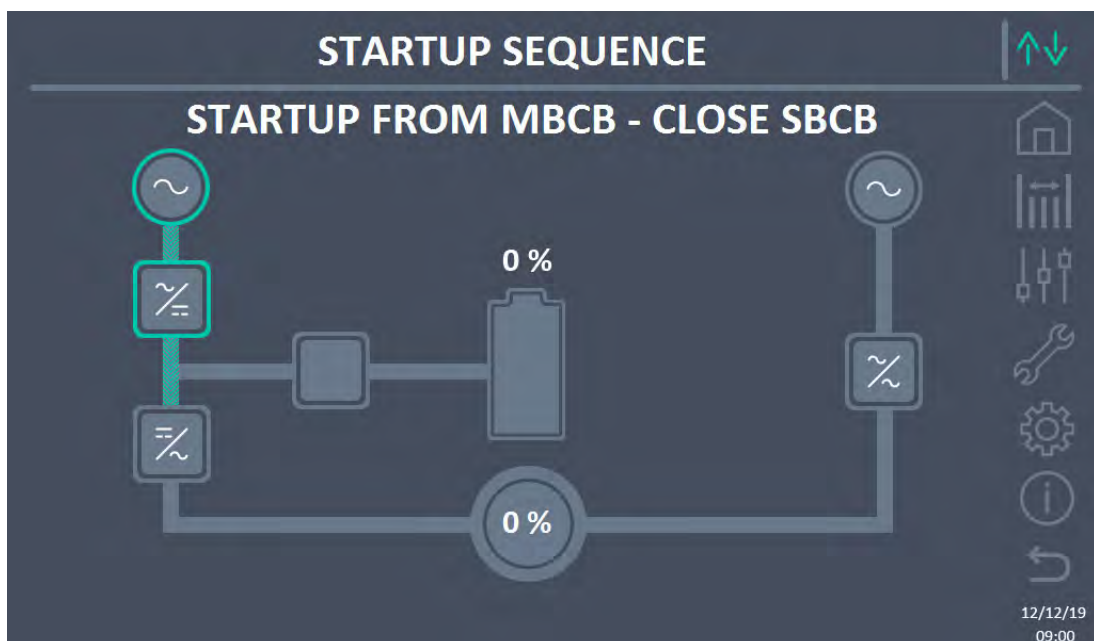 STARTUP SEQUENCE
STARTUP FROM MBCB - CLOSE SBCB
0 %
0 %
12/12/19
09:00